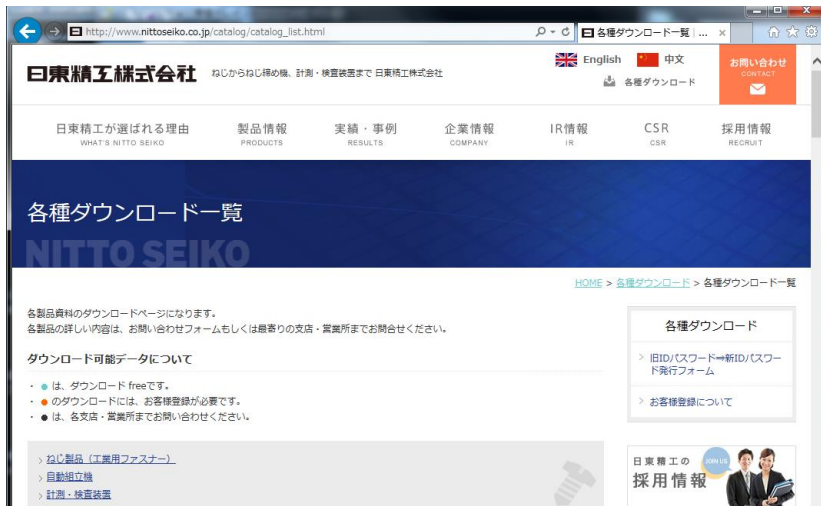 http://www.nittoseiko.co.jp/catalog/catalog_list.html
各種ダウンロード一覧 | ...
日東精工株式会社
ねじからねじ締め機、計測・検査装置まで 日東精工株式会社
English
中文
各種ダウンロード
お問い合わせ
CONTACT
日東精工が選ばれる理由
WHAT'S NITTO SEIKO
製品情報
PRODUCTS
実績・事例
RESULTS
企業情報
COMPANY
IR情報
IR
CSR
CSR
採用情報
RECRUIT
各種ダウンロード一覧
NITTO SEIKO
HOME > 各種ダウンロード > 各種ダウンロード一覧
各製品資料のダウンロードページになります。
各製品の詳しい内容は、お問い合わせフォームもしくは最寄りの支店・営業所までお問合せください。
ダウンロード可能データについて
・ ● は、ダウンロード freeです。
・ ● のダウンロードには、お客様登録が必要です。
・ ● は、各支店・営業所までお問い合わせください。
> ねじ製品（工業用ファスナー）
> 自動組立機
> 計測・検査装置
各種ダウンロード
> 旧ID/パスワード⇒新ID/パスワー
ド発行フォーム
> お客様登録について
日東精工の
採用情報
JOIN US